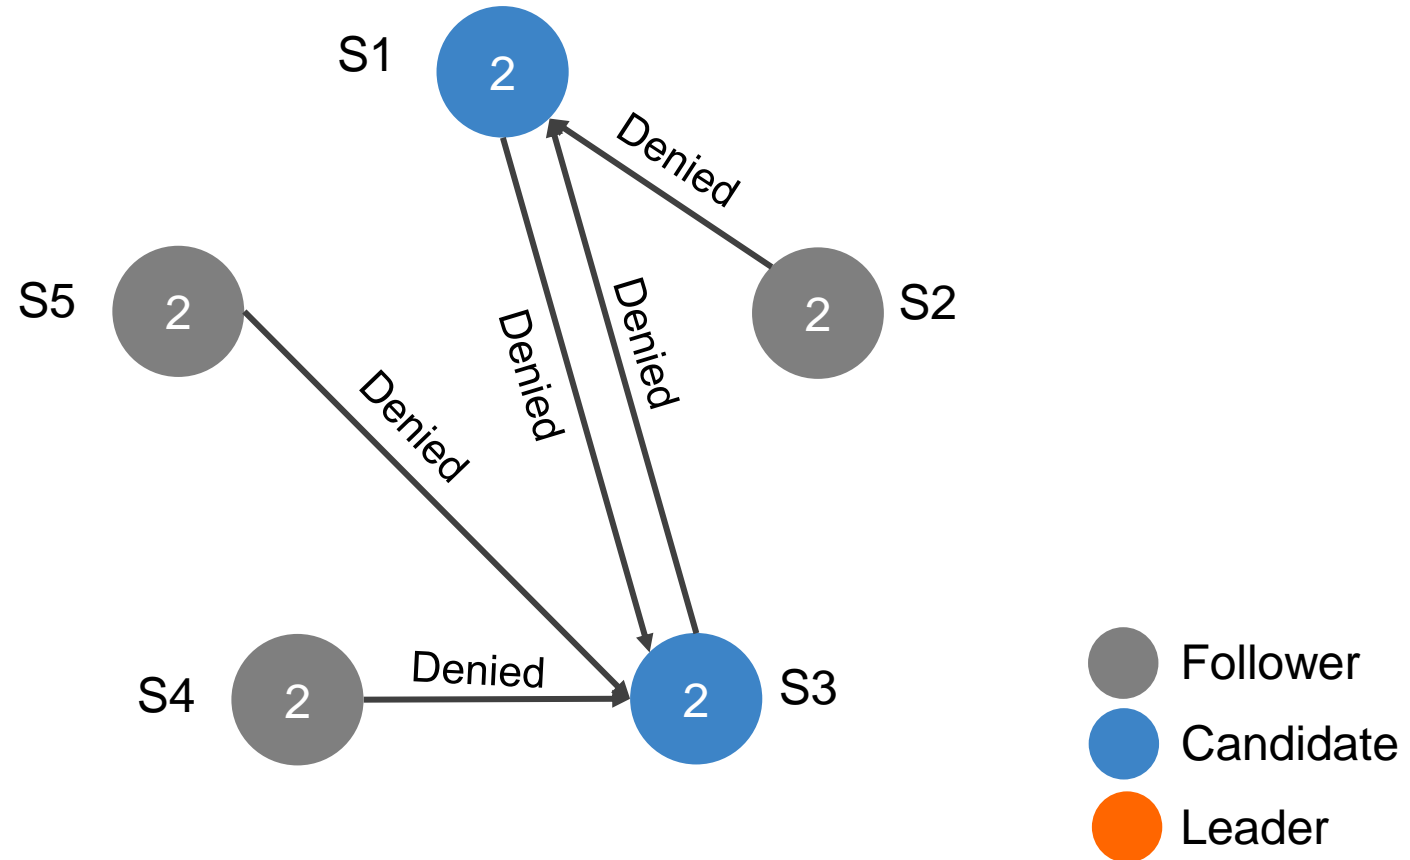 S1
2
Denied
S5
2
2
S2
Denied
Denied
Denied
Denied
S4
2
2
S3
Follower
Candidate
Leader